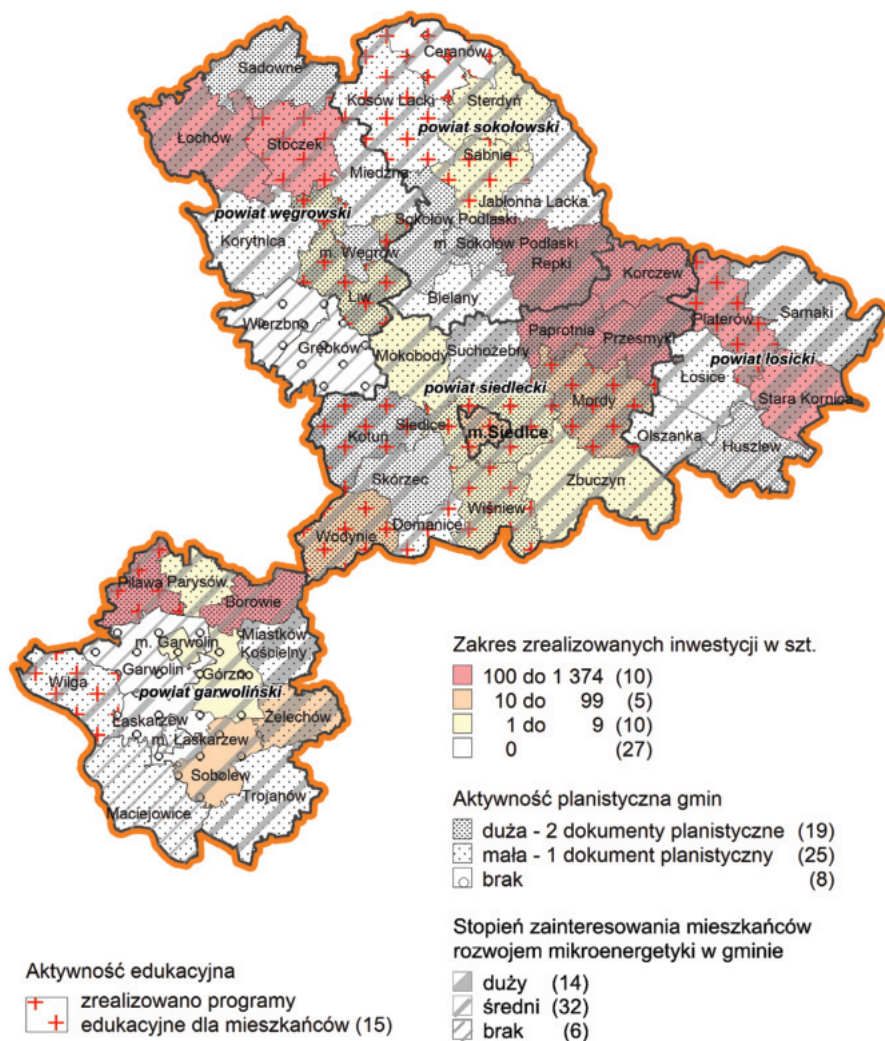 Sadowne
Ceranów
Kosów Lacki
Sterdyń
powiat sokołowski
Łochów
Stoczek
Sabnie
Miedzna
Jabłonna Lacka
powiat węgrowski
Sokołów Podlaski
Korytnica
m. Węgrów
m. Sokołów Podlaski
Repki
Korczew
Liw
Bielany
Platerów
Sarnaki
Wierzbno
Paprotnia
Przesmyki
Grębków
Mokobody
Suchożebry
powiat łosicki
powiat siedlecki
Łosice
Mordy
Stara Kornica
Kotuń
Siedlce
m. Siedlce
Olszanka
Huszlew
Skórzec
Zbuczyn
Wiśniew
Wodynie
Domanice
Pilawa
Parysów
Borowie
m. Garwolin
Miastków
Kościelny
Garwolin
Górzno
Wilga
powiat garwoliński
Łaskarzew
Żelechów
m. Łaskarzew
Sobolew
Maciejowice
Trojanów
Zakres zrealizowanych inwestycji w szt.
100 do 1 374 (10)
10 do 99 (5)
1 do 9 (10)
0 (27)
Aktywność planistyczna gmin
duża - 2 dokumenty planistyczne (19)
mała - 1 dokument planistyczny (25)
brak (8)
Stopień zainteresowania mieszkańców
rozwojem mikroenergetyki w gminie
duży (14)
średni (32)
brak (6)
Aktywność edukacyjna
zrealizowano programy
edukacyjne dla mieszkańców (15)